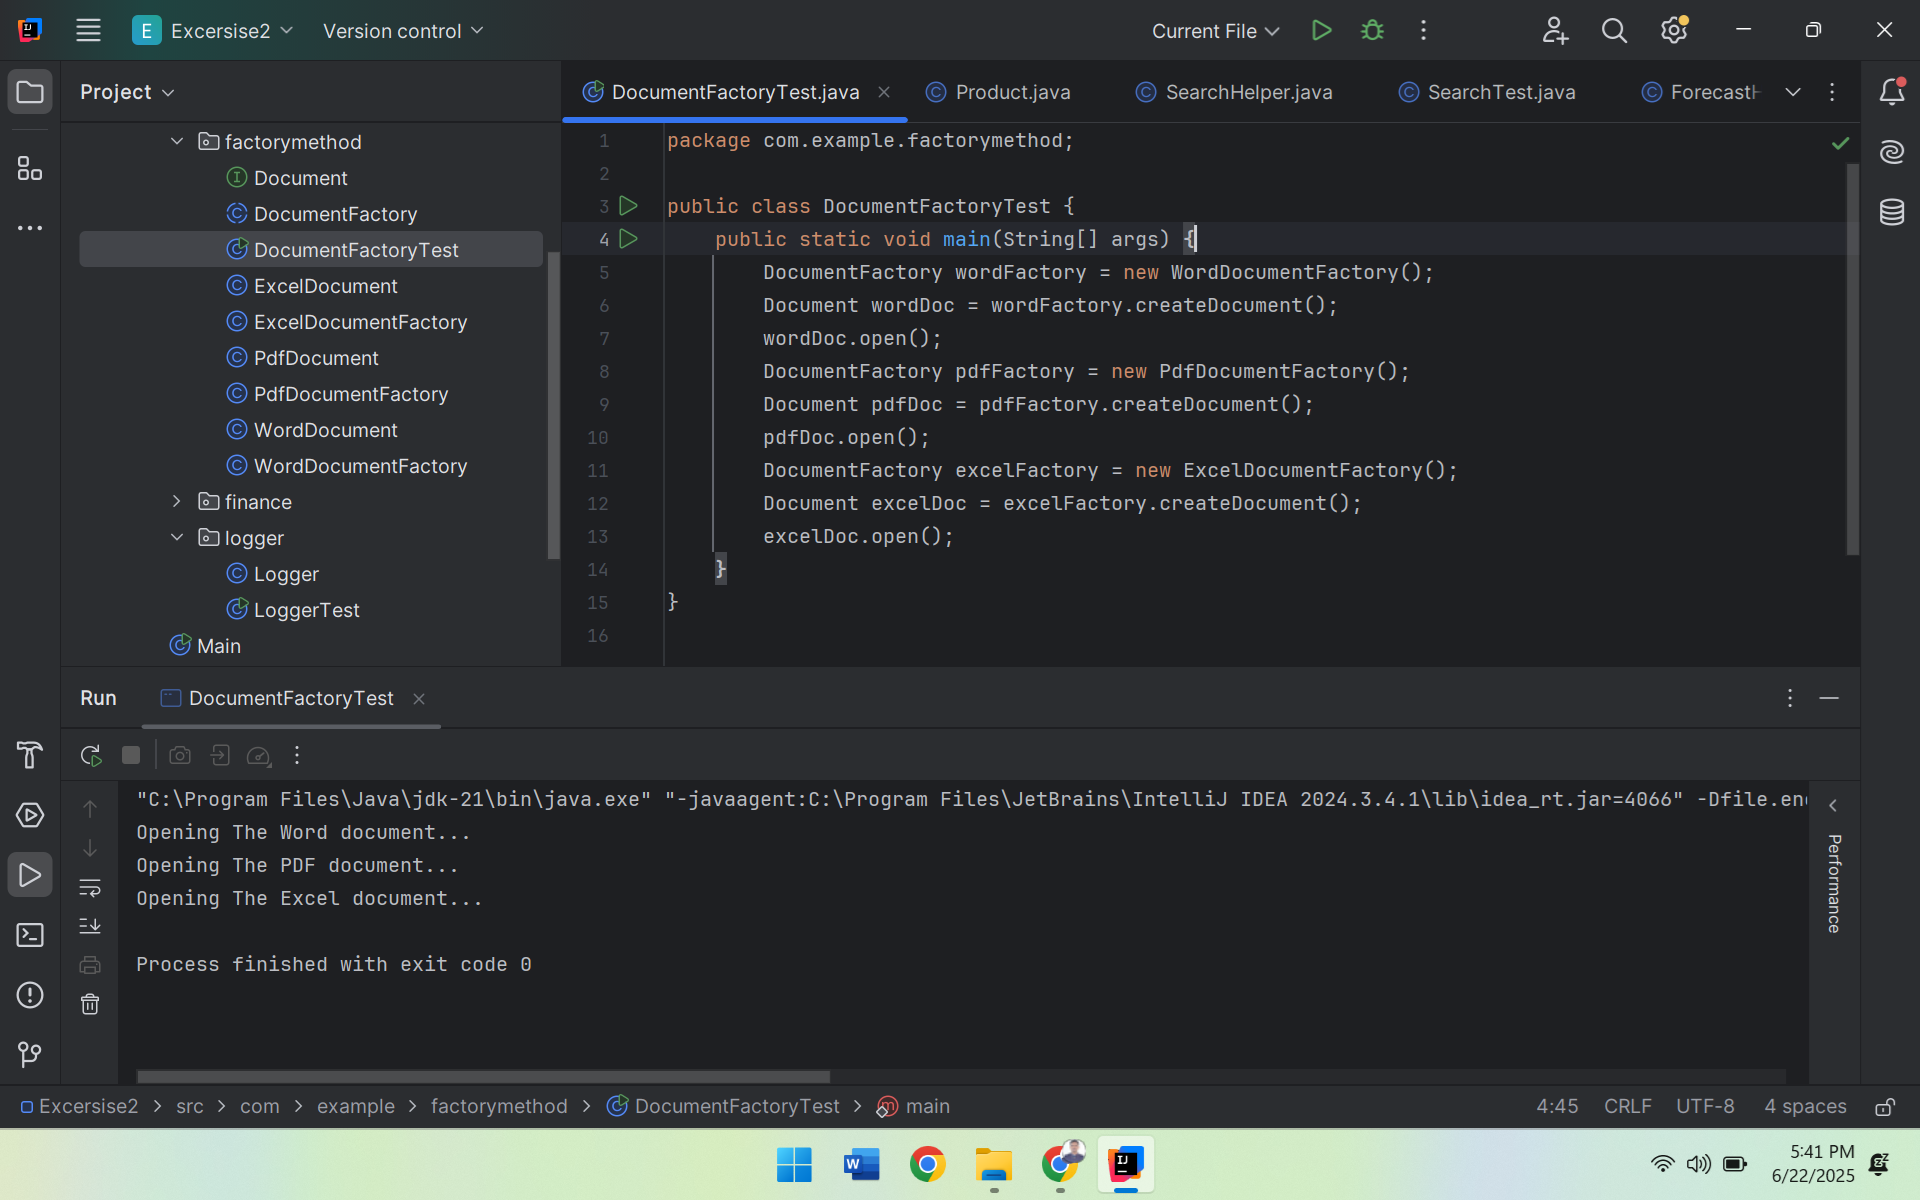 E Excersise2 Version control Current File
Project
DocumentFactoryTest.java Product.java SearchHelper.java SearchTest.java Forecast
factorymethod
Document
DocumentFactory
DocumentFactoryTest
ExcelDocument
ExcelDocumentFactory
PdfDocument
PdfDocumentFactory
WordDocument
WordDocumentFactory
finance
logger
Logger
LoggerTest
Main
1 package com.example.factorymethod;
2
3 public class DocumentFactoryTest {
4 public static void main(String[] args) {
5 DocumentFactory wordFactory = new WordDocumentFactory();
6 Document wordDoc = wordFactory.createDocument();
7 wordDoc.open();
8 DocumentFactory pdfFactory = new PdfDocumentFactory();
9 Document pdfDoc = pdfFactory.createDocument();
10 pdfDoc.open();
11 DocumentFactory excelFactory = new ExcelDocumentFactory();
12 Document excelDoc = excelFactory.createDocument();
13 excelDoc.open();
14 }
15 }
16
Run DocumentFactoryTest
"C:\Program Files\Java\jdk-21\bin\java.exe" "-javaagent:C:\Program Files\JetBrains\IntelliJ IDEA 2024.3.4.1\lib\idea_rt.jar=4066" -Dfile.en
Opening The Word document...
Opening The PDF document...
Opening The Excel document...
Process finished with exit code 0
Performance
Excersise2 > src > com > example > factorymethod > DocumentFactoryTest > main 4:45 CRLF UTF-8 4 spaces
5:41 PM
6/22/2025